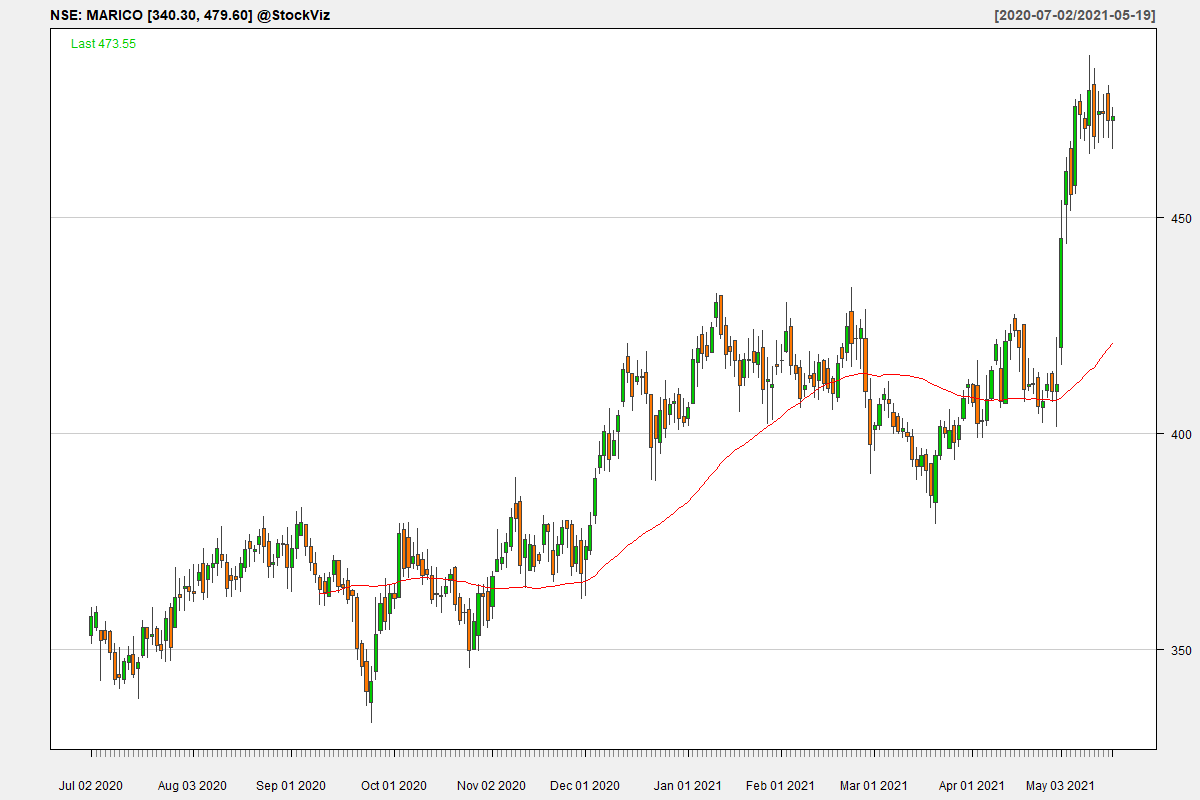 NSE: MARICO [340.30, 479.60] @StockViz [2020-07-02/2021-05-19]
Last 473.55
450
400
350
Jul 02 2020 Aug 03 2020 Sep 01 2020 Oct 01 2020 Nov 02 2020 Dec 01 2020 Jan 01 2021 Feb 01 2021 Mar 01 2021 Apr 01 2021 May 03 2021